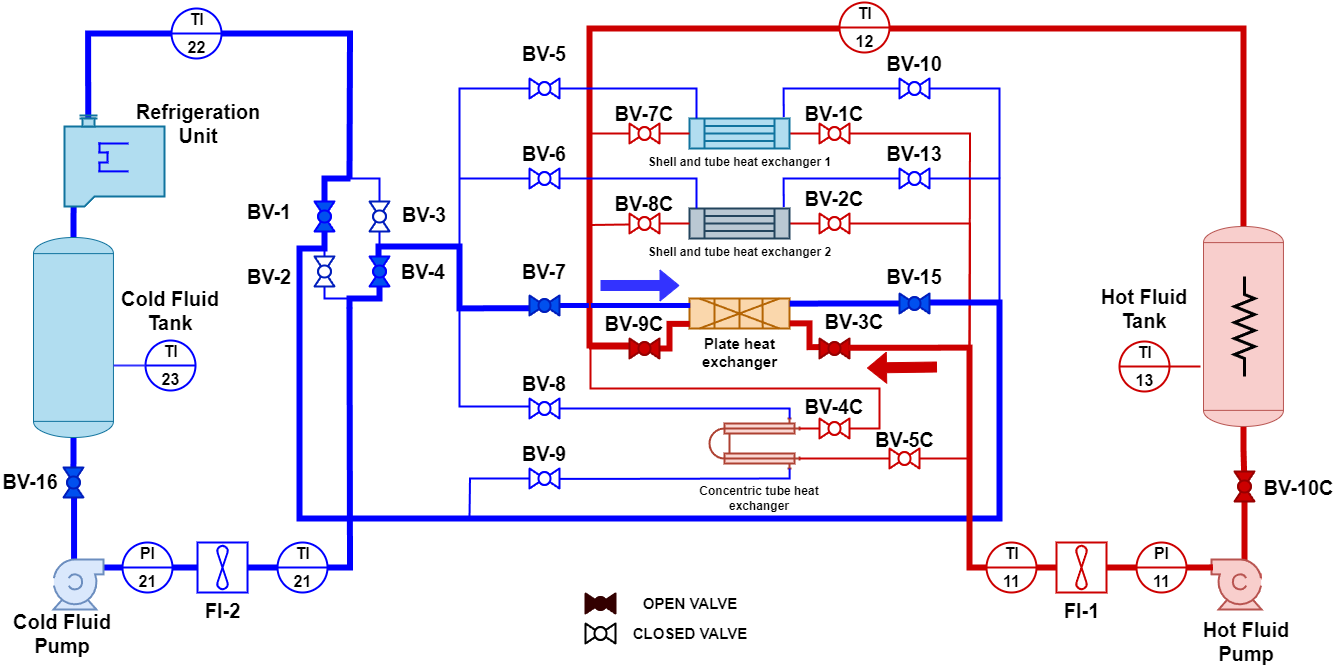 TI
22
TI
12
BV-5
BV-10
Refrigeration
Unit
BV-7C
BV-1C
Shell and tube heat exchanger 1
BV-6
BV-13
BV-1
BV-3
BV-8C
BV-2C
Shell and tube heat exchanger 2
BV-2
BV-4
BV-7
BV-15
Cold Fluid
Tank
Hot Fluid
Tank
BV-9C
BV-3C
Plate heat
exchanger
TI
23
TI
13
BV-8
BV-4C
BV-5C
BV-9
BV-16
BV-10C
Concentric tube heat
exchanger
PI
21
TI
21
TI
11
PI
11
C
FI-2
FI-1
Cold Fluid
Pump
Hot Fluid
Pump
OPEN VALVE
CLOSED VALVE